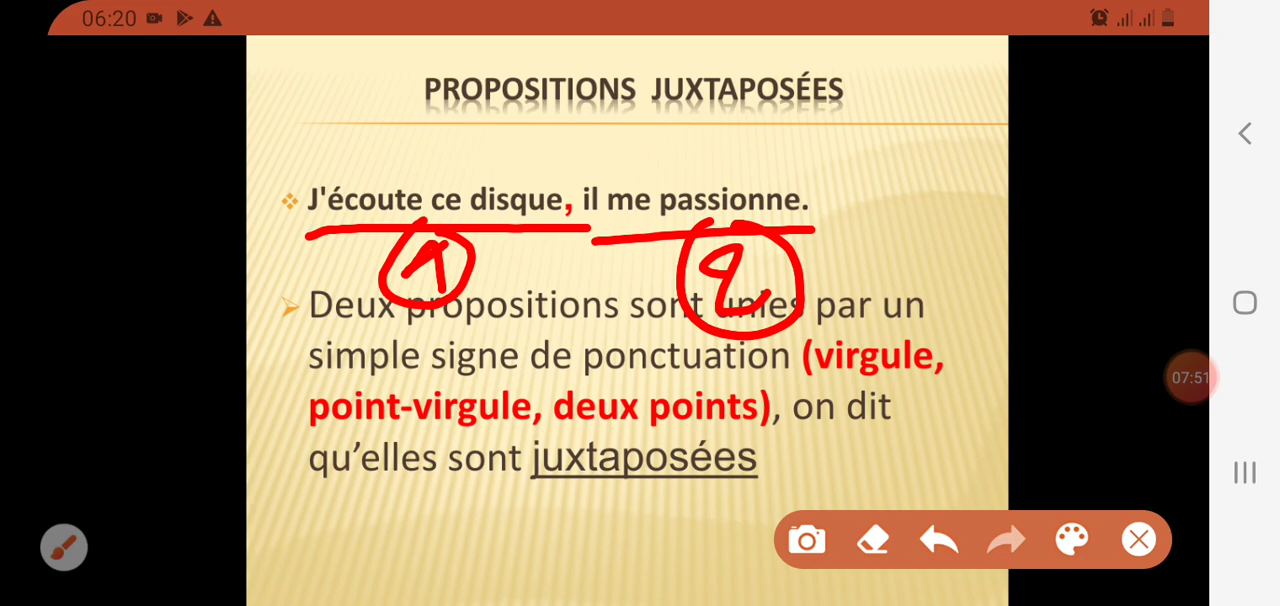 06:20
PROPOSITIONS JUXTAPOSÉES
J'écoute ce disque, il me passionne.
1 2
Deux propositions sont unies par un
simple signe de ponctuation (virgule,
point-virgule, deux points), on dit
qu’elles sont juxtaposées
07:51